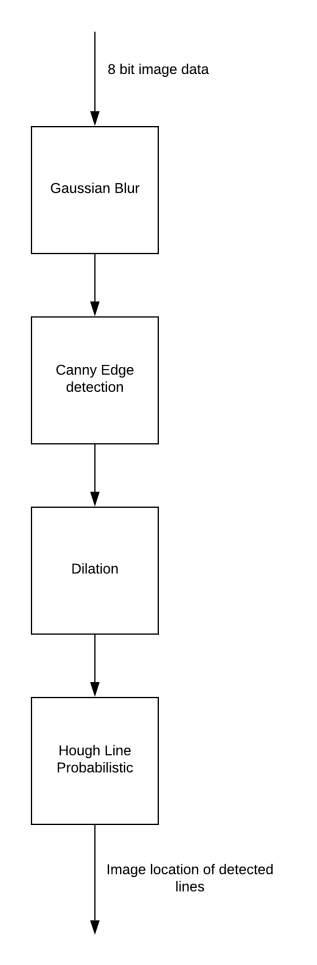 8 bit image data
Gaussian Blur
Canny Edge
detection
Dilation
Hough Line
Probabilistic
Image location of detected
lines